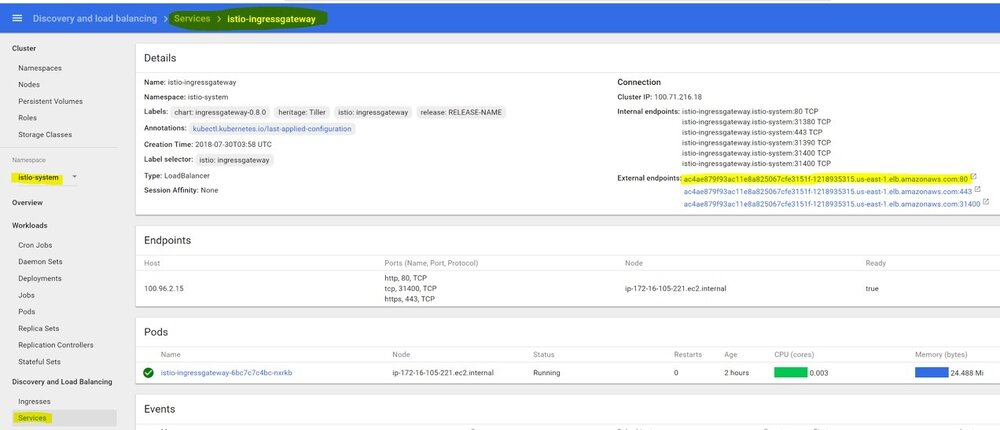 Discovery and load balancing > Services > istio-ingressgateway
Cluster
Namespaces
Nodes
Persistent Volumes
Roles
Storage Classes
Namespace
istio-system
Overview
Workloads
Cron Jobs
Daemon Sets
Deployments
Jobs
Pods
Replica Sets
Replication Controllers
Stateful Sets
Discovery and Load Balancing
Ingresses
Services
Details
Name: istio-ingressgateway
Namespace: istio-system
Labels: chart: ingressgateway-0.8.0 heritage: Tiller istio: ingressgateway release: RELEASE-NAME
Annotations: kubectl.kubernetes.io/last-applied-configuration
Creation Time: 2018-07-30T03:58 UTC
Label selector: istio: ingressgateway
Type: LoadBalancer
Session Affinity: None
Connection
Cluster IP: 100.71.216.18
Internal endpoints: istio-ingressgateway.istio-system:80 TCP
istio-ingressgateway.istio-system:31380 TCP
istio-ingressgateway.istio-system:443 TCP
istio-ingressgateway.istio-system:31390 TCP
istio-ingressgateway.istio-system:31400 TCP
istio-ingressgateway.istio-system:31400 TCP
External endpoints: ac4ae879f93ac11e8a825067cfe3151f-1218935315.us-east-1.elb.amazonaws.com:80
ac4ae879f93ac11e8a825067cfe3151f-1218935315.us-east-1.elb.amazonaws.com:443
ac4ae879f93ac11e8a825067cfe3151f-1218935315.us-east-1.elb.amazonaws.com:31400
Endpoints
Host Ports (Name, Port, Protocol) Node Ready
100.96.2.15 http, 80, TCP
tcp, 31400, TCP ip-172-16-105-221.ec2.internal true
https, 443, TCP
Pods
Name Node Status Restarts Age CPU (cores) Memory (bytes)
istio-ingressgateway-6bc7c7c4bc-nxrkb ip-172-16-105-221.ec2.internal Running 0 2 hours 0.003 24.488 Mi
Events